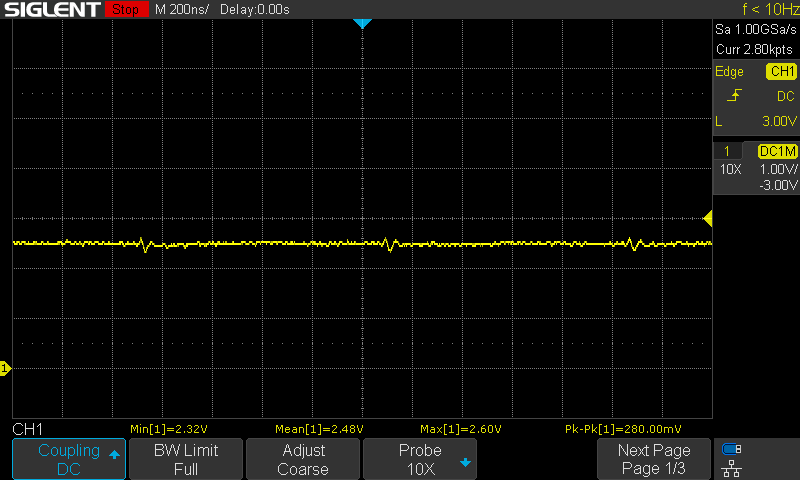 SIGLENT Stop M 200ns/ Delay:0.00s f < 10Hz
Sa 1.00GSa/s
Curr 2.80kpts
Edge CH1
DC
L 3.00V
1 DC1M
10X 1.00V/
-3.00V
1
CH1 Min[1]=2.32V Mean[1]=2.48V Max[1]=2.60V Pk-Pk[1]=280.00mV
Coupling BW Limit Adjust Probe Next Page
DC Full Coarse 10X Page 1/3